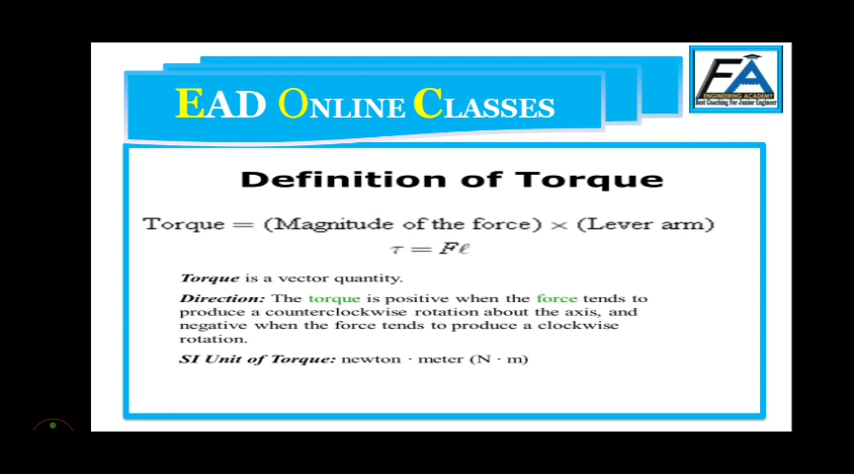 EAD ONLINE CLASSES
EA
ENGINEERING ACADEMY
Best Coaching For Junior Engineer
Definition of Torque
Torque = (Magnitude of the force) × (Lever arm)
τ = Fℓ
Torque is a vector quantity.
Direction: The torque is positive when the force tends to
produce a counterclockwise rotation about the axis, and
negative when the force tends to produce a clockwise
rotation.
SI Unit of Torque: newton · meter (N · m)